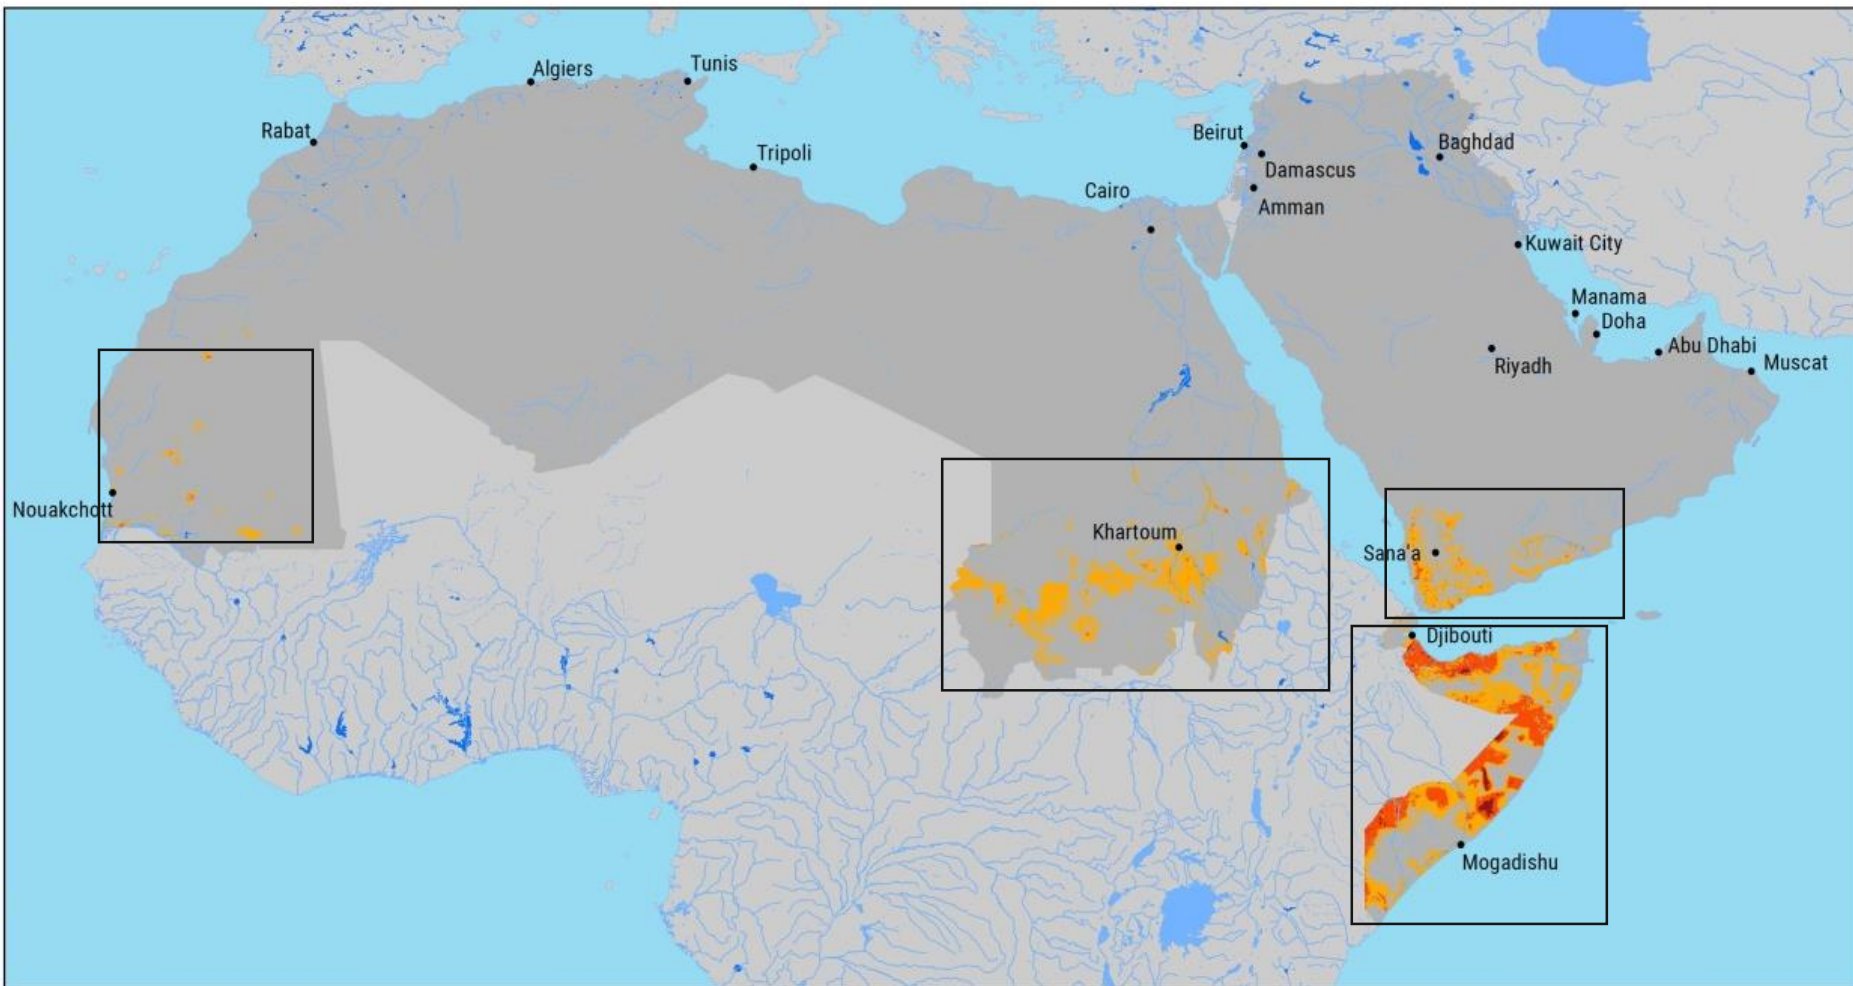 Algiers
Tunis
Rabat
Tripoli
Beirut
Baghdad
Damascus
Cairo
Amman
Kuwait City
Manama
Doha
Abu Dhabi
Muscat
Riyadh
Nouakchott
Khartoum
Sana'a
Djibouti
Mogadishu